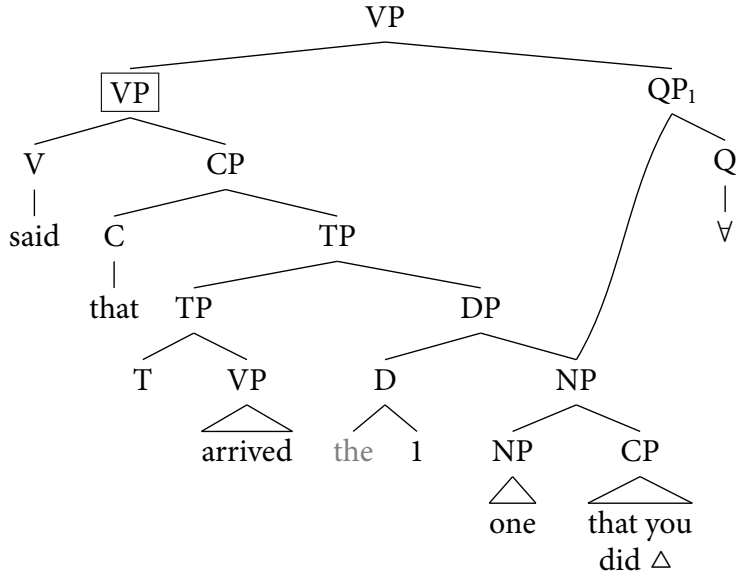 VP
VP QP₁
V CP Q
said C TP ∀
that TP DP
T VP D NP
arrived the 1 NP CP
one that you
did △